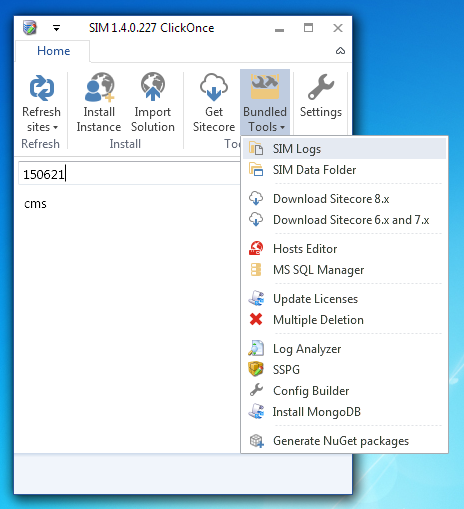 SIM 1.4.0.227 ClickOnce
Home
Refresh sites
Install Instance
Import Solution
Get Sitecore
Bundled Tools
Settings
Refresh
Install
150621
cms
SIM Logs
SIM Data Folder
Download Sitecore 8.x
Download Sitecore 6.x and 7.x
Hosts Editor
MS SQL Manager
Update Licenses
Multiple Deletion
Log Analyzer
SSPG
Config Builder
Install MongoDB
Generate NuGet packages